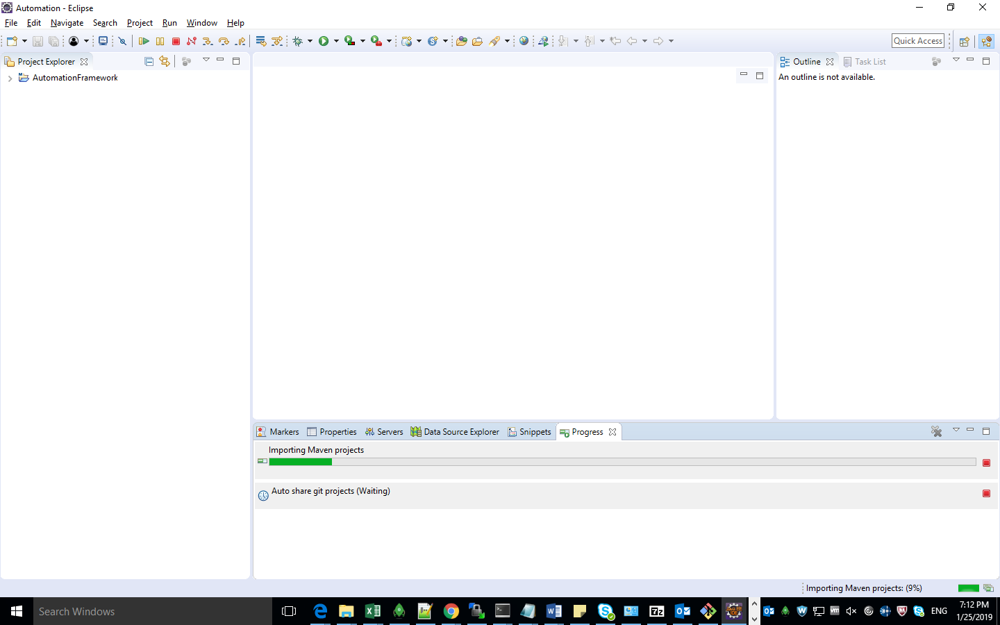 Automation - Eclipse
File Edit Navigate Search Project Run Window Help
Quick Access
Project Explorer
AutomationFramework
Outline Task List
An outline is not available.
Markers Properties Servers Data Source Explorer Snippets Progress
Importing Maven projects
Auto share git projects (Waiting)
Importing Maven projects: (9%)
Search Windows
7z
ENG
7:12 PM
1/25/2019